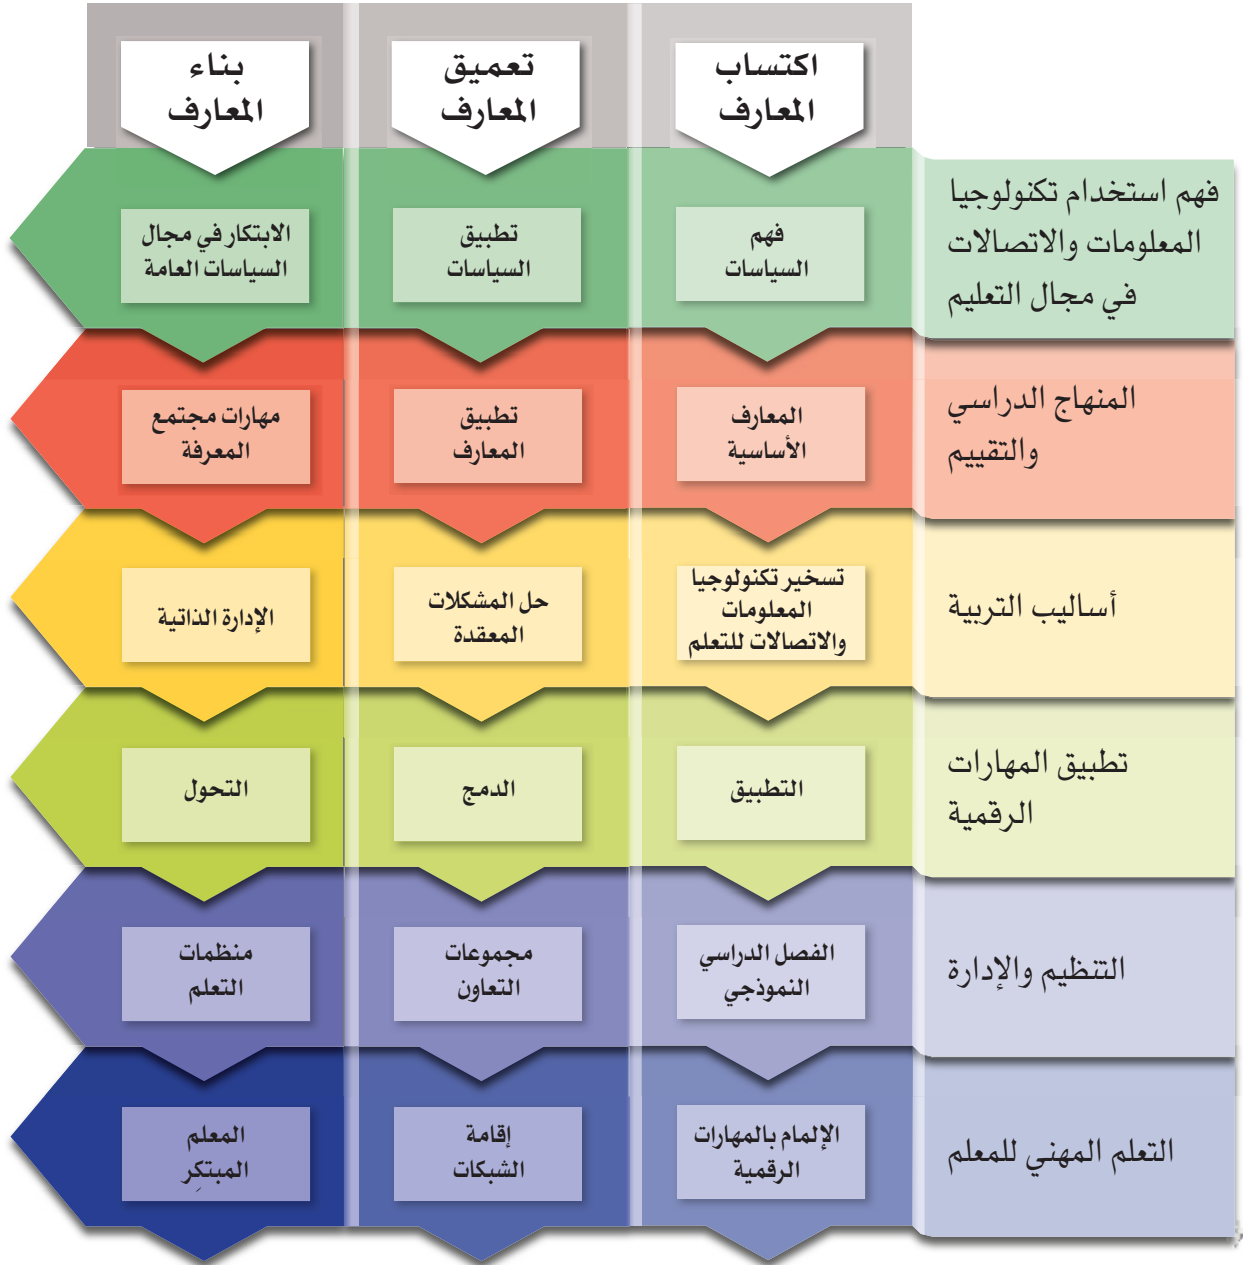 اكتساب
المعارف
تعميق
المعارف
بناء
المعارف
فهم استخدام تكنولوجيا
المعلومات والاتصالات
في مجال التعليم
فهم
السياسات
تطبيق
السياسات
الابتكار في مجال
السياسات العامة
المنهاج الدراسي
والتقييم
المعارف
الأساسية
تطبيق
المعارف
مهارات مجتمع
المعرفة
أساليب التربية
تسخير تكنولوجيا
المعلومات
والاتصالات للتعلم
حل المشكلات
المعقدة
الإدارة الذاتية
تطبيق المهارات
الرقمية
التطبيق
الدمج
التحول
التنظيم والإدارة
الفصل الدراسي
النموذجي
مجموعات
التعاون
منظمات
التعلم
التعلم المهني للمعلم
الإلمام بالمهارات
الرقمية
إقامة
الشبكات
المعلم
المبتكِر